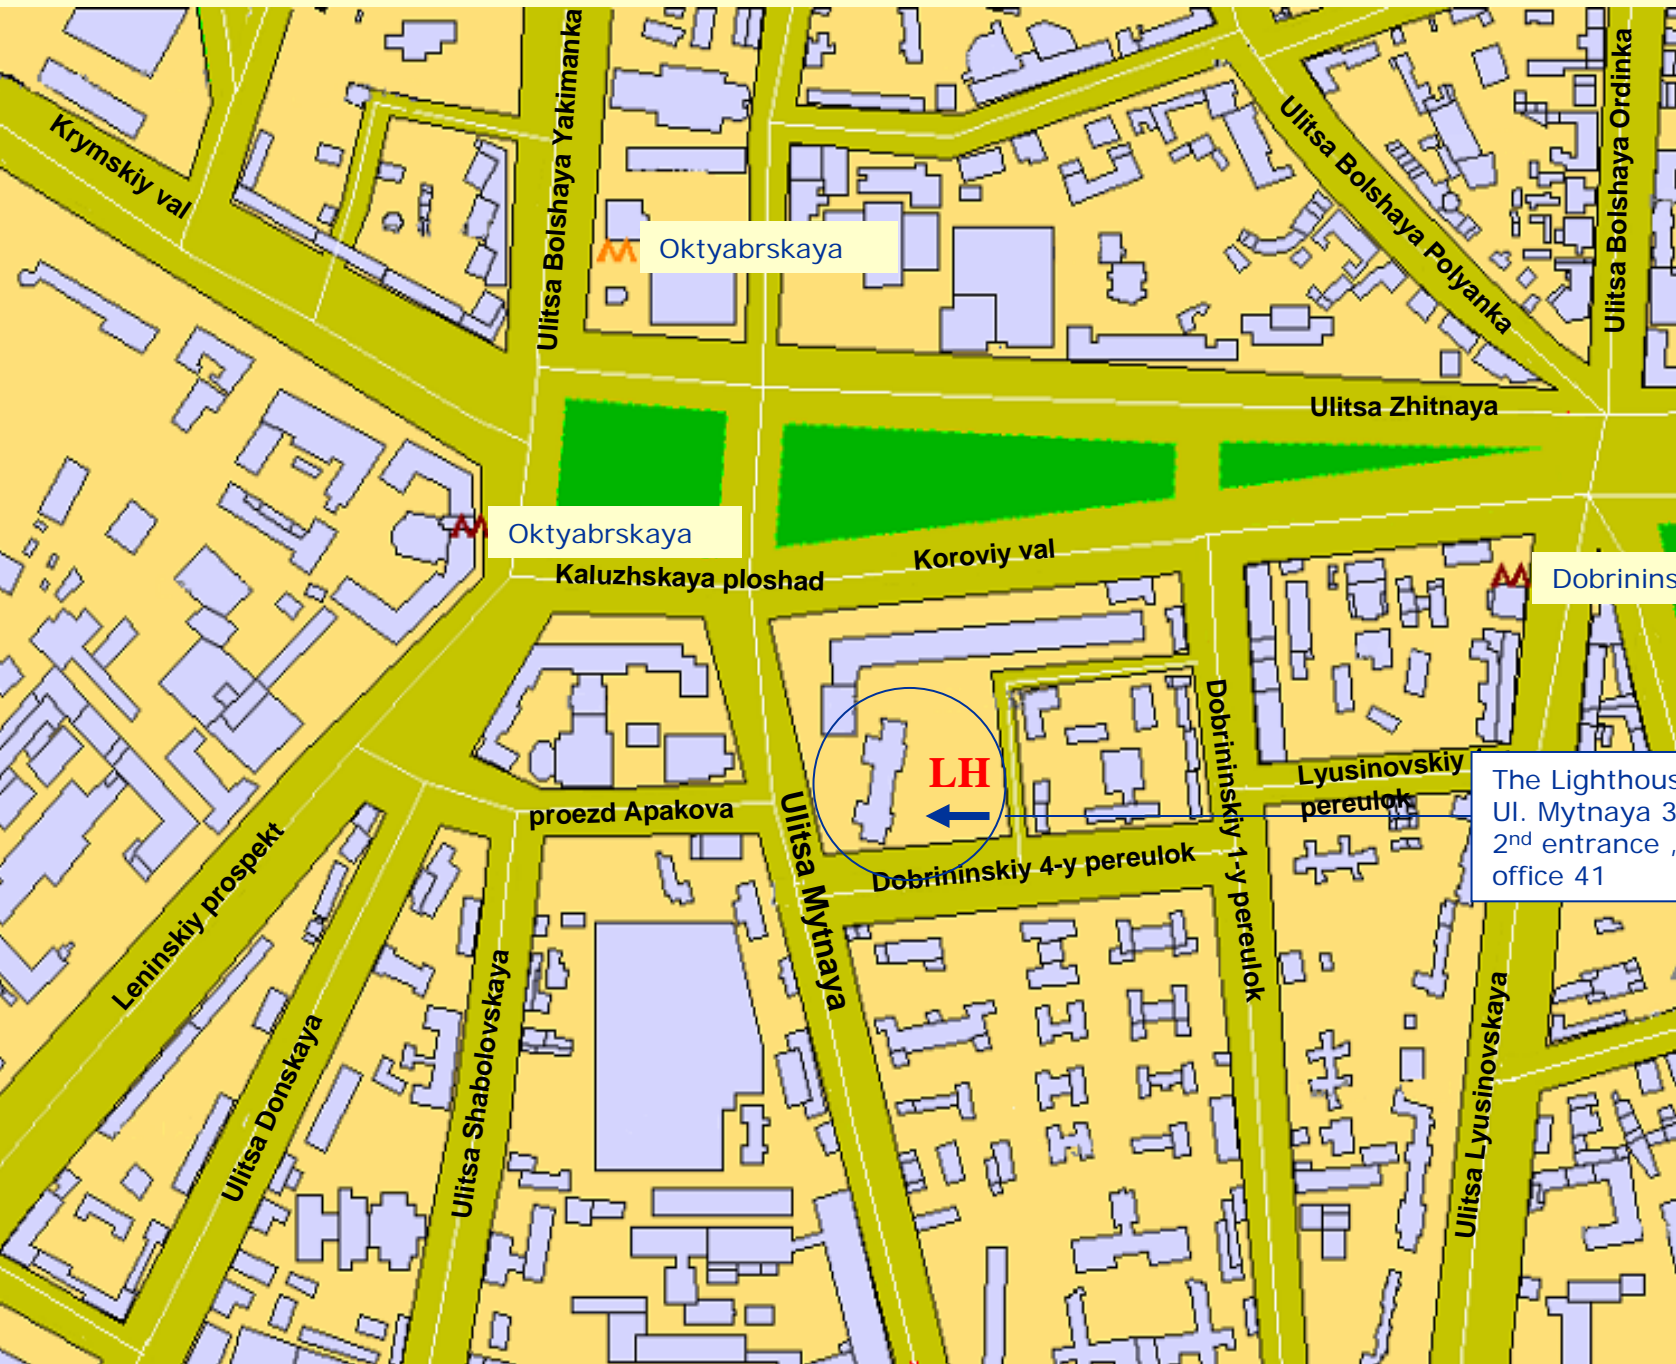 Krymskiy val
Ulitsa Bolshaya Yakimanka
Ulitsa Bolshaya Polyanka
Ulitsa Bolshaya Ordinka
Oktyabrskaya
Ulitsa Zhitnaya
Oktyabrskaya
Kaluzhskaya ploshad
Koroviy val
Dobrinins
LH
Dobrininskiy 1-y pereulok
Lyusinovskiy
pereulok
The Lighthous
Ul. Mytnaya 3
2nd entrance ,
office 41
proezd Apakova
Ulitsa Mytnaya
Dobrininskiy 4-y pereulok
Leninskiy prospekt
Ulitsa Donskaya
Ulitsa Shabolovskaya
Ulitsa Lyusinovskaya